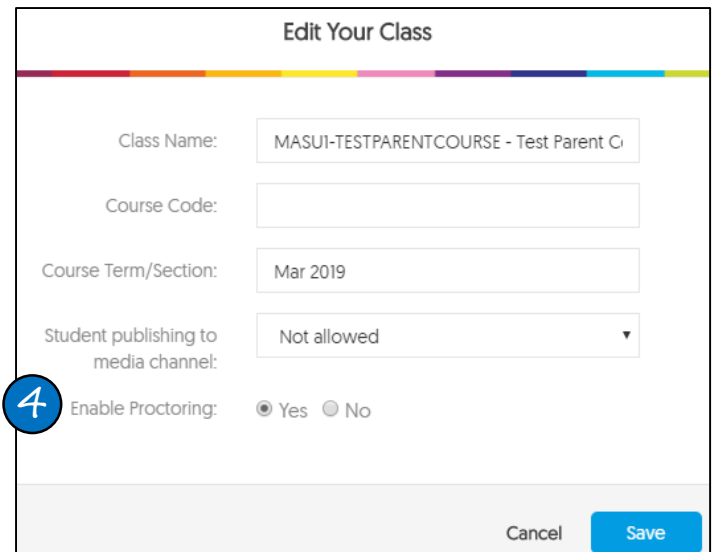 Edit Your Class
Class Name: MASU1-TESTPARENTCOURSE - Test Parent C
Course Code:
Course Term/Section: Mar 2019
Student publishing to Not allowed
media channel:
4 Enable Proctoring: Yes No
Cancel Save